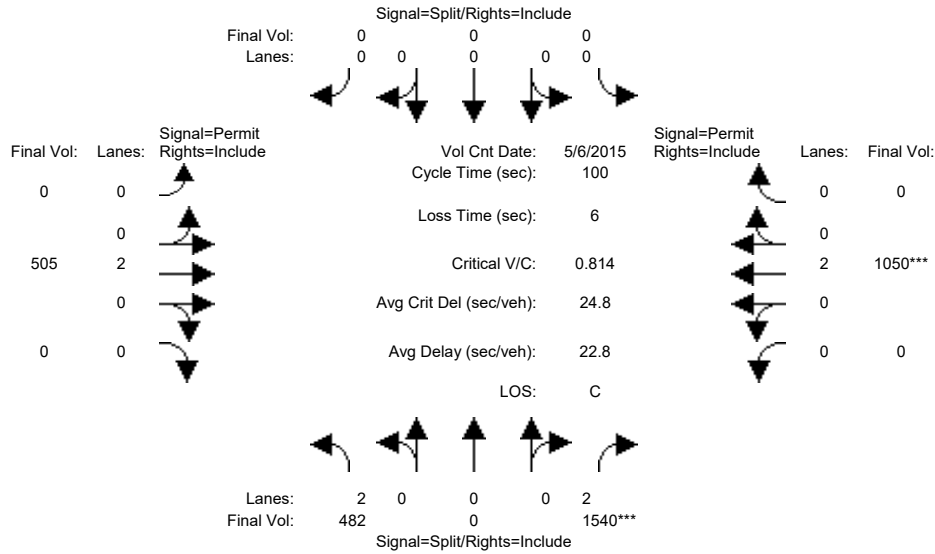 Signal=Split/Rights=Include
Final Vol: 0 0 0
Lanes: 0 0 0 0 0
Signal=Permit
Final Vol: Lanes: Rights=Include
Vol Cnt Date: 5/6/2015
Signal=Permit
Rights=Include Lanes: Final Vol:
0 0
Cycle Time (sec): 100
0 0
Loss Time (sec): 6
0
0
505 2
Critical V/C: 0.814
2 1050***
0
Avg Crit Del (sec/veh): 24.8
0
0 0
Avg Delay (sec/veh): 22.8
0 0
LOS: C
Lanes: 2 0 0 0 2
Final Vol: 482 0 1540***
Signal=Split/Rights=Include